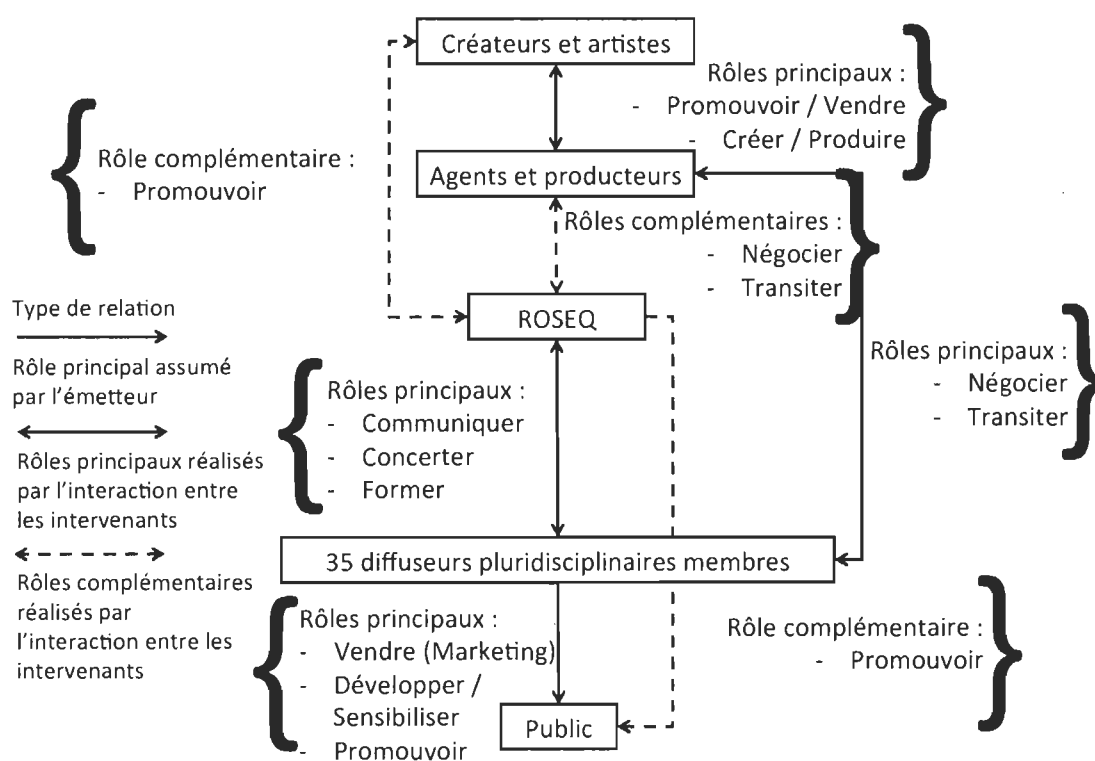 Créateurs et artistes
Rôles principaux :
- Promouvoir / Vendre
- Créer / Produire
Rôle complémentaire :
- Promouvoir
Agents et producteurs
Rôles complémentaires :
- Négocier
- Transiter
ROSEQ
Type de relation
Rôle principal assumé
par l'émetteur
Rôles principaux réalisés
par l'interaction entre
les intervenants
Rôles complémentaires
réalisés par
l'interaction entre les
intervenants
Rôles principaux :
- Négocier
- Transiter
Rôles principaux :
- Communiquer
- Concerter
- Former
35 diffuseurs pluridisciplinaires membres
Rôles principaux :
- Vendre (Marketing)
- Développer /
Sensibiliser
- Promouvoir
Rôle complémentaire :
- Promouvoir
Public